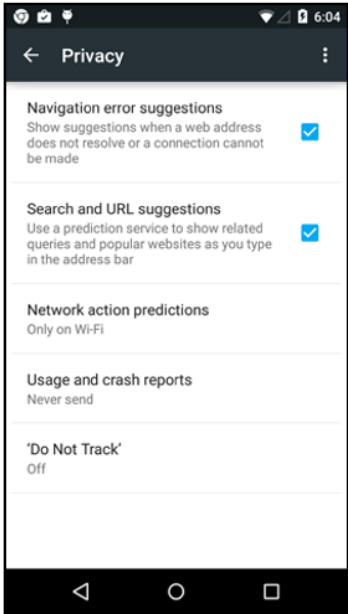 6:04
Privacy
Navigation error suggestions
Show suggestions when a web address
does not resolve or a connection cannot
be made
Search and URL suggestions
Use a prediction service to show related
queries and popular websites as you type
in the address bar
Network action predictions
Only on Wi-Fi
Usage and crash reports
Never send
‘Do Not Track’
Off